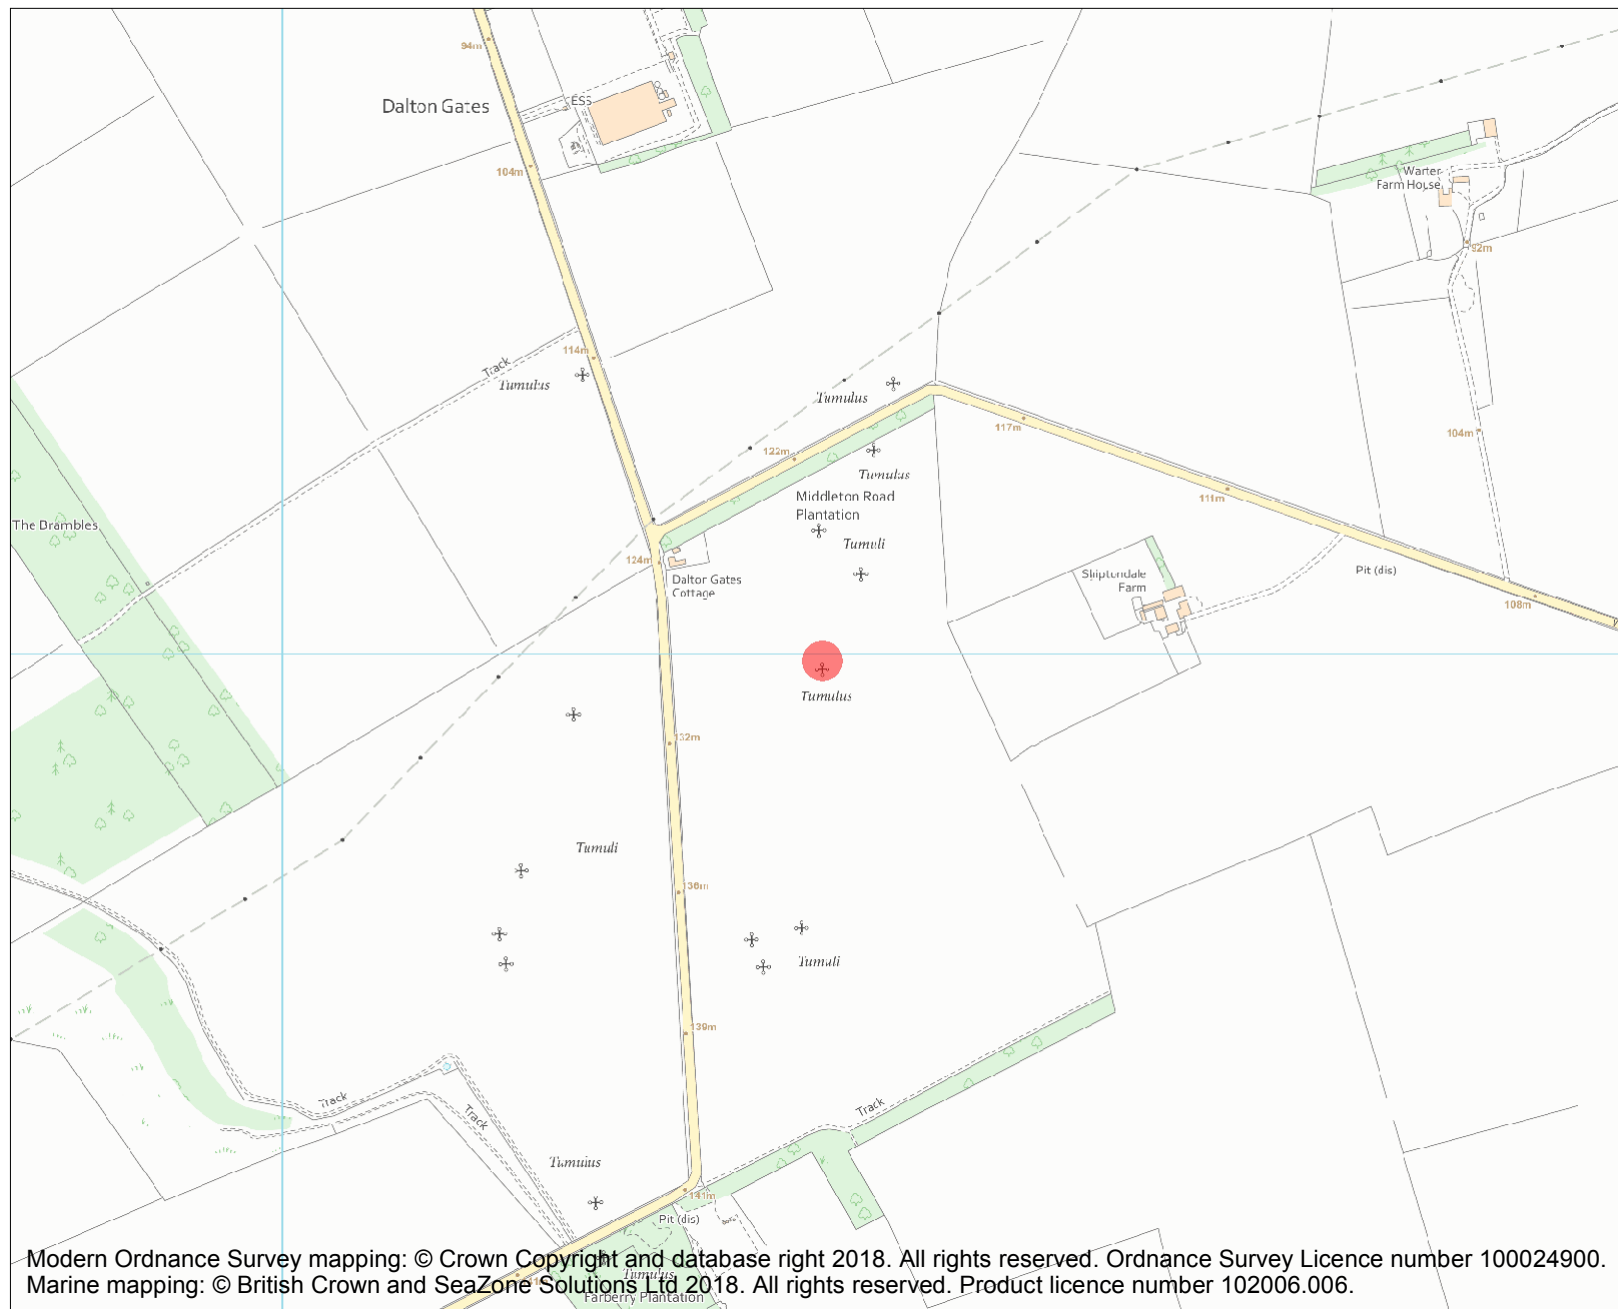 94m
Dalton Gates
ESS
104m
Warter
Farm House
92m
Track
114m
Tumulus
Tumulus
117m
104m
122m
Tumulus
111m
Middleton Road
Plantation
The Brambles
Tumuli
124m
Dalton Gates
Cottage
Shiptondale
Farm
Pit (dis)
108m
Tumulus
132m
Tumuli
136m
Tumuli
139m
Track
Track
Track
Tumulus
141m
Pit (dis)
Modern Ordnance Survey mapping: © Crown Copyright and database right 2018. All rights reserved. Ordnance Survey Licence number 100024900.
Tumulus
Marine mapping: © British Crown and SeaZone Solutions Ltd 2018. All rights reserved. Product licence number 102006.006.
Farberry Plantation